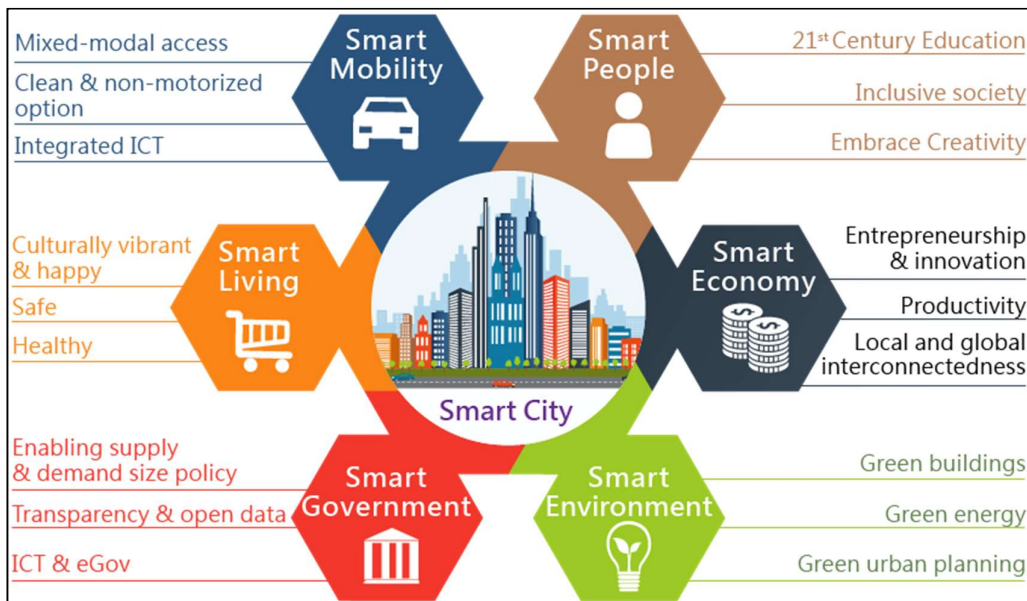 Smart
Mobility
Mixed-modal access
Clean & non-motorized
option
Integrated ICT
Smart
People
21st Century Education
Inclusive society
Embrace Creativity
Smart
Living
Culturally vibrant
& happy
Safe
Healthy
Smart
Economy
Entrepreneurship
& innovation
Productivity
Local and global
interconnectedness
Smart City
Smart
Government
Enabling supply
& demand size policy
Transparency & open data
ICT & eGov
Smart
Environment
Green buildings
Green energy
Green urban planning